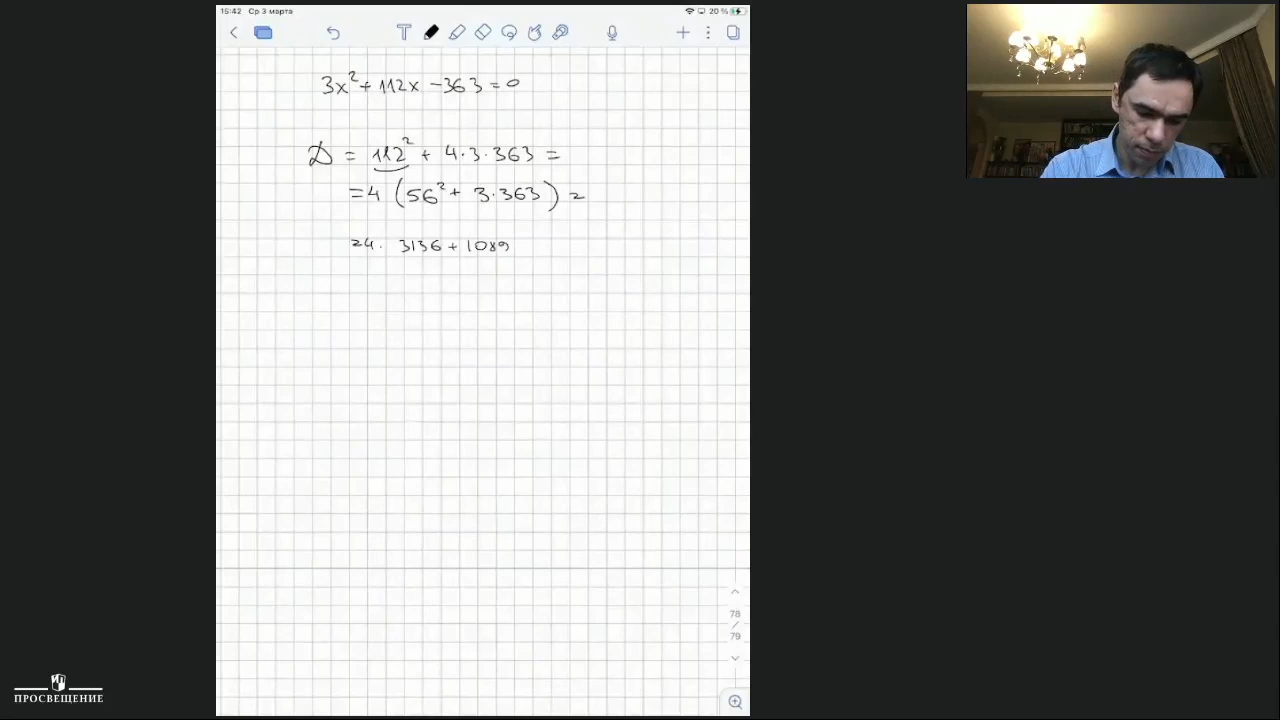 15:42 Ср 3 марта
20 %
3x² + 112x − 363 = 0
D = 112² + 4·3·363 =
= 4 (56² + 3·363) =
= 4 · 3136 + 1089
78
/
79
ПРОСВЕЩЕНИЕ